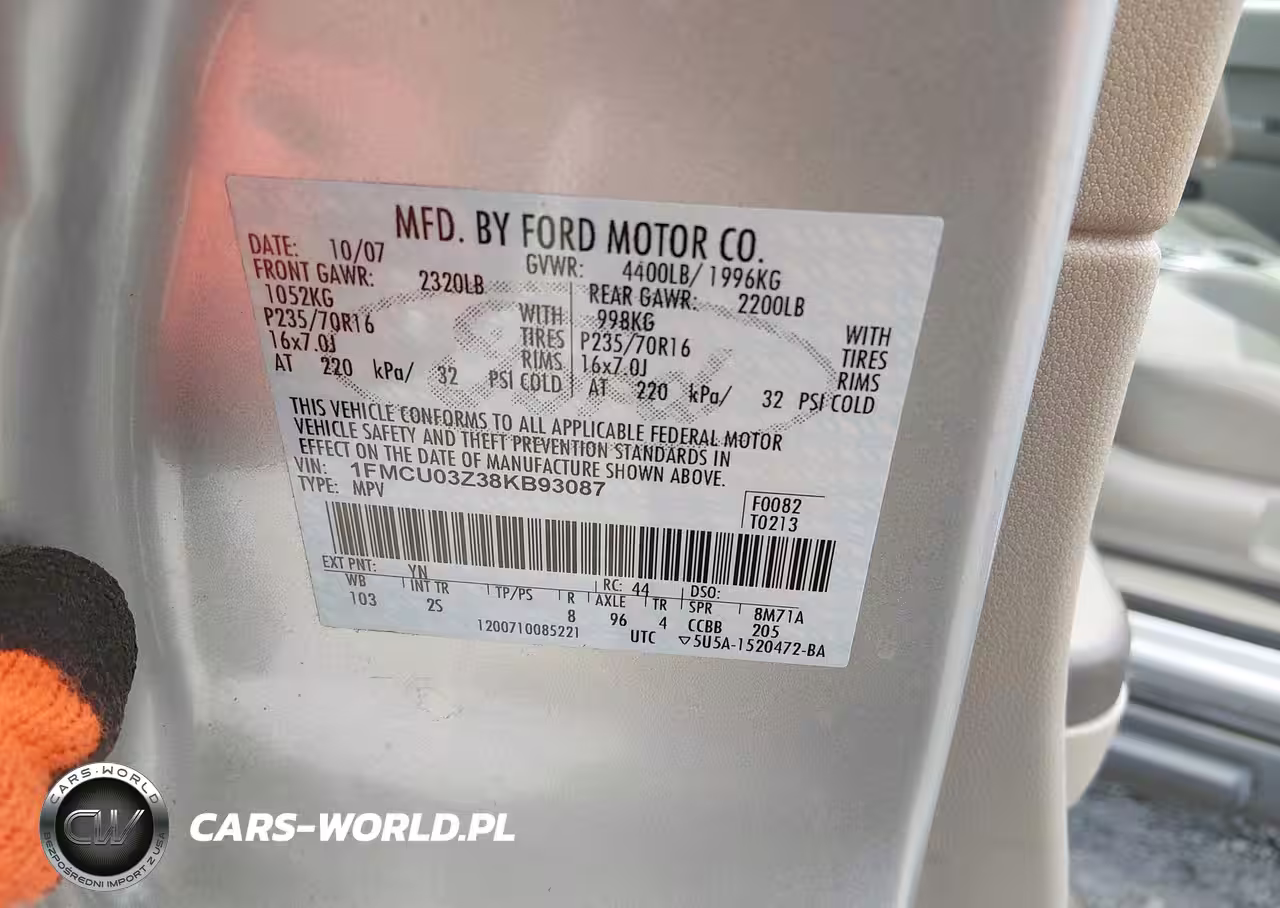 MFD. BY FORD MOTOR CO.
DATE: 10/07 GVWR: 4400LB/ 1996KG
FRONT GAWR: 2320LB REAR GAWR: 2200LB
1052KG WITH 998KG WITH
P235/70R16 TIRES P235/70R16 TIRES
16x7.0J RIMS 16x7.0J RIMS
AT 220 kPa/ 32 PSI COLD AT 220 kPa/ 32 PSI COLD
Ford
THIS VEHICLE CONFORMS TO ALL APPLICABLE FEDERAL MOTOR
VEHICLE SAFETY AND THEFT PREVENTION STANDARDS IN
EFFECT ON THE DATE OF MANUFACTURE SHOWN ABOVE.
VIN: 1FMCU03Z38KB93087
TYPE: MPV
F0082
T0213
EXT PNT: YN RC: 44 DSO:
WB INT TR TP/PS R AXLE TR SPR 8M71A
103 2S 8 96 4 CCBB 205
1200710085221 UTC ▽5U5A-1520472-BA
CARS-WORLD
CW
BEZPOŚREDNI IMPORT Z USA
CARS-WORLD.PL